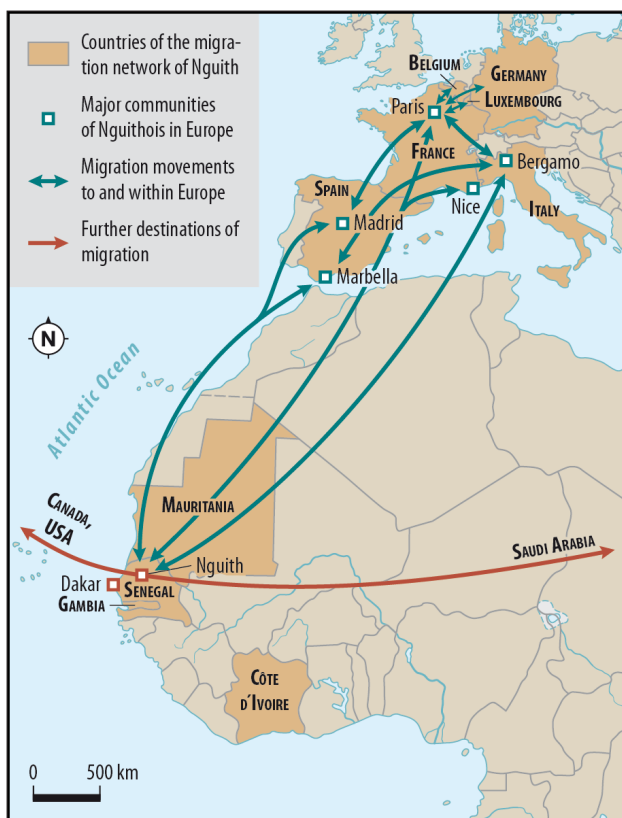 Countries of the migra-
tion network of Nguith
Major communities
of Nguithois in Europe
Migration movements
to and within Europe
Further destinations of
migration
BELGIUM
GERMANY
Paris
LUXEMBOURG
FRANCE
Bergamo
SPAIN
Nice
ITALY
Madrid
Marbella
N
Atlantic Ocean
MAURITANIA
CANADA,
USA
SAUDI ARABIA
Nguith
Dakar
SENEGAL
GAMBIA
CÔTE
D'IVOIRE
0 500 km